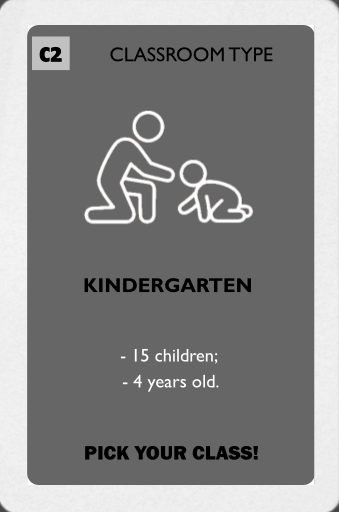 C2 CLASSROOM TYPE
KINDERGARTEN
- 15 children;
- 4 years old.
PICK YOUR CLASS!